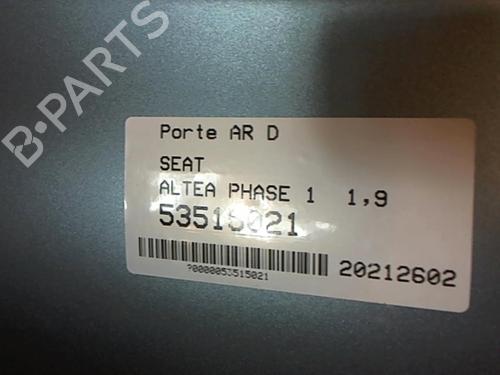 B-PARTS
Porte AR D
SEAT
ALTEA PHASE 1 1,9
53515021
?0000053515021
20212602